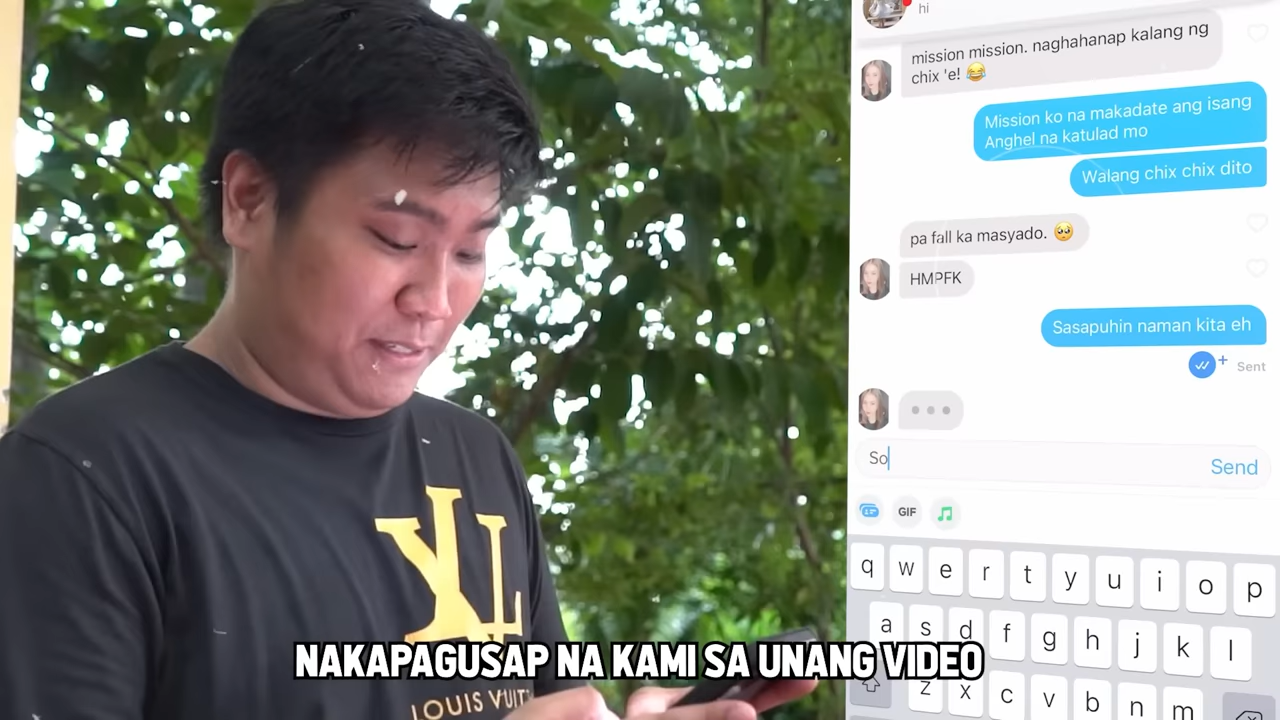 hi
mission mission. naghahanap kalang ng
chix 'e! 😂
Mission ko na makadate ang isang
Anghel na katulad mo
Walang chix chix dito
pa fall ka masyado. 🥺
HMPFK
Sasapuhin naman kita eh
Sent
So
Send
GIF
q w e r t y u i o p
a s d f g h j k l
z x c v b n m
LV
LOUIS VUIT
NAKAPAGUSAP NA KAMI SA UNANG VIDEO